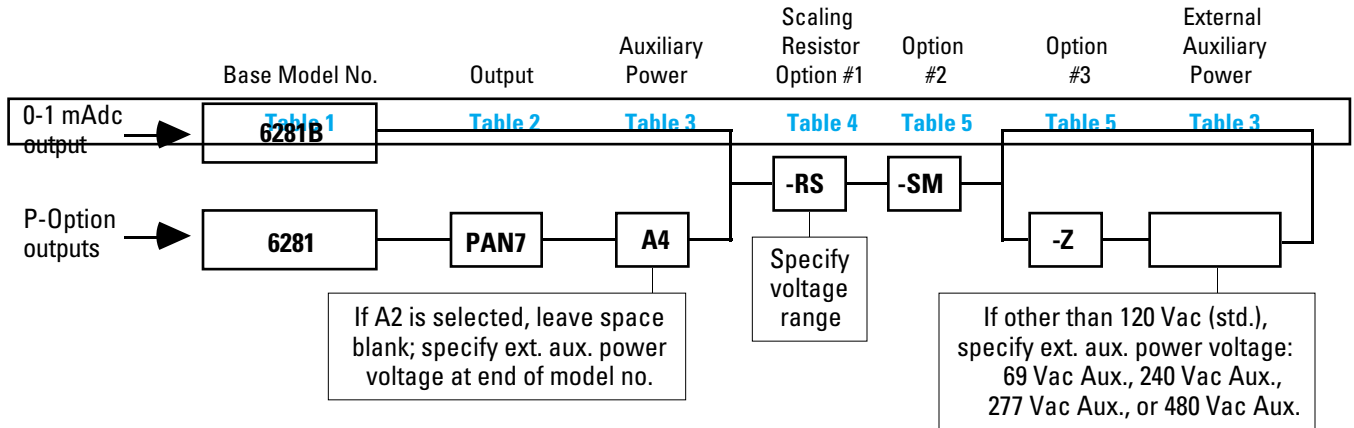 Scaling
Resistor
Option #1
External
Auxiliary
Power
Auxiliary
Power
Option
#2
Option
#3
Base Model No.
Output
0-1 mAdc
output
Table 1
Table 2
Table 3
Table 4
Table 5
Table 5
Table 3
6281B
-RS
-SM
P-Option
outputs
6281
PAN7
A4
-Z
Specify
voltage
range
If A2 is selected, leave space
blank; specify ext. aux. power
voltage at end of model no.
If other than 120 Vac (std.),
specify ext. aux. power voltage:
69 Vac Aux., 240 Vac Aux.,
277 Vac Aux., or 480 Vac Aux.